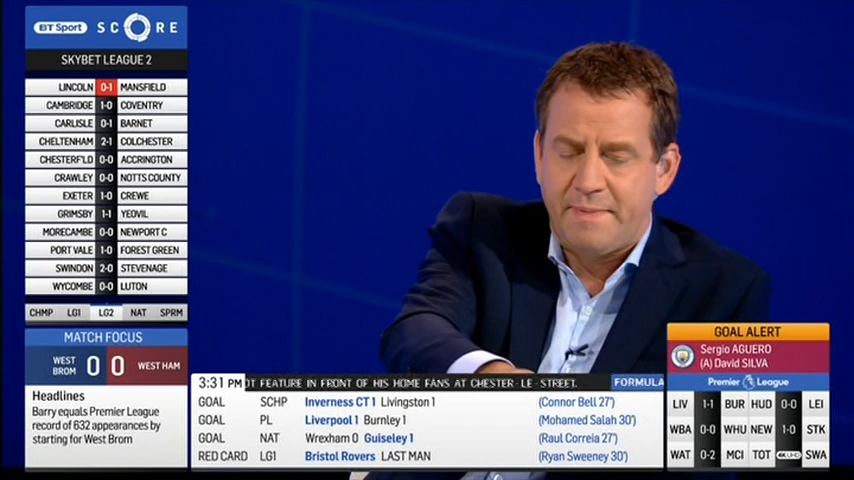 BT Sport SCORE
SKYBET LEAGUE 2
LINCOLN 0-1 MANSFIELD
CAMBRIDGE 1-0 COVENTRY
CARLISLE 0-1 BARNET
CHELTENHAM 2-1 COLCHESTER
CHESTERF'LD 0-0 ACCRINGTON
CRAWLEY 0-0 NOTTS COUNTY
EXETER 1-0 CREWE
GRIMSBY 1-1 YEOVIL
MORECAMBE 0-0 NEWPORT C
PORT VALE 1-0 FOREST GREEN
SWINDON 2-0 STEVENAGE
WYCOMBE 0-0 LUTON
CHMP LG1 LG2 NAT SPRM
MATCH FOCUS
WEST BROM 0 0 WEST HAM
Headlines
Barry equals Premier League
record of 632 appearances by
starting for West Brom
3:31 PM OT FEATURE IN FRONT OF HIS HOME FANS AT CHESTER-LE-STREET. FORMULA
GOAL SCHP Inverness CT 1 Livingston 1 (Connor Bell 27')
GOAL PL Liverpool 1 Burnley 1 (Mohamed Salah 30')
GOAL NAT Wrexham 0 Guiseley 1 (Raul Correia 27')
RED CARD LG1 Bristol Rovers LAST MAN (Ryan Sweeney 30')
GOAL ALERT
Sergio AGUERO
(A) David SILVA
Premier League
LIV 1-1 BUR HUD 0-0 LEI
WBA 0-0 WHU NEW 1-0 STK
WAT 0-2 MCI TOT 4K UHD SWA